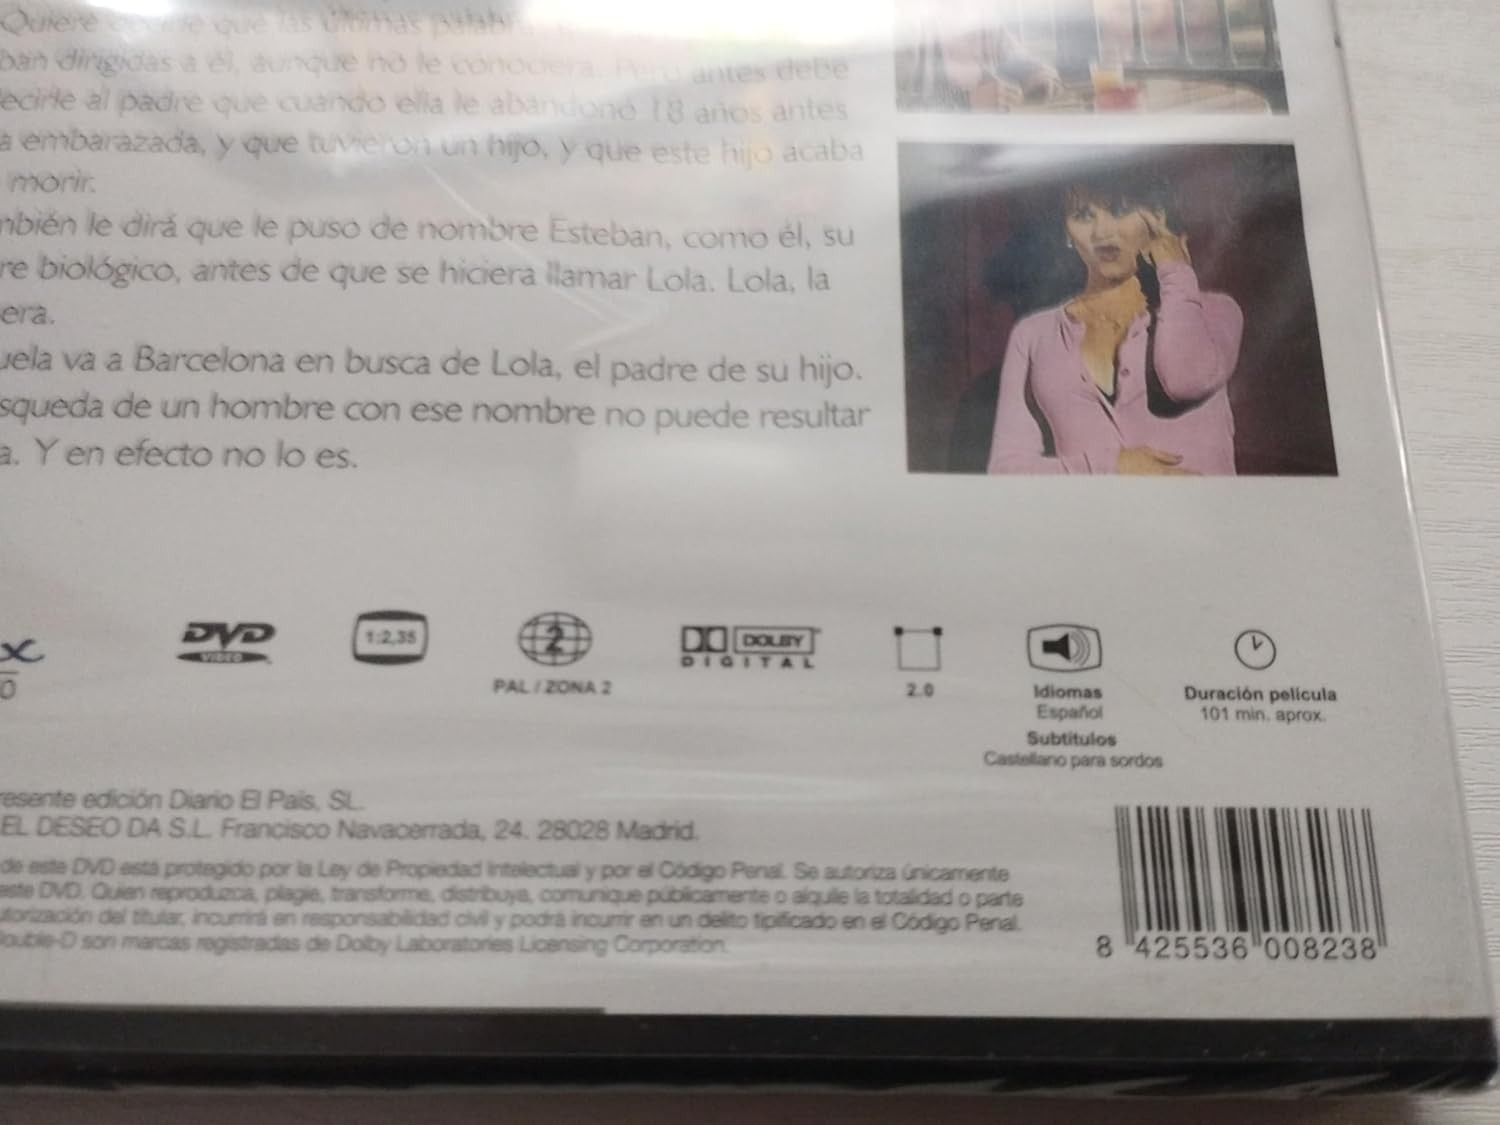 Quiere que las últimas
ban dirigidas a él, aunque no le conociera. Pero antes debe
ecirle al padre que cuando ella le abandonó 18 años antes
a embarazada, y que tuvieron un hijo, y que este hijo acaba
morir.
mbién le dirá que le puso de nombre Esteban, como él, su
re biológico, antes de que se hiciera llamar Lola. Lola, la
era.
uela va a Barcelona en busca de Lola, el padre de su hijo.
squeda de un hombre con ese nombre no puede resultar
a. Y en efecto no lo es.
DVD
VIDEO
1:2,35
2
PAL / ZONA 2
DOLBY
DIGITAL
2.0
Idiomas
Español
Subtítulos
Castellano para sordos
Duración película
101 min. aprox.
resente edición Diario El País, SL.
EL DESEO DA S.L. Francisco Navacerrada, 24. 28028 Madrid.
de este DVD está protegido por la Ley de Propiedad Intelectual y por el Código Penal. Se autoriza únicamente
este DVD. Quien reproduzca, plagie, transforme, distribuya, comunique públicamente o alquile la totalidad o parte
utorización del titular, incurrirá en responsabilidad civil y podrá incurrir en un delito tipificado en el Código Penal.
ouble-D son marcas registradas de Dolby Laboratories Licensing Corporation.
8 425536 008238